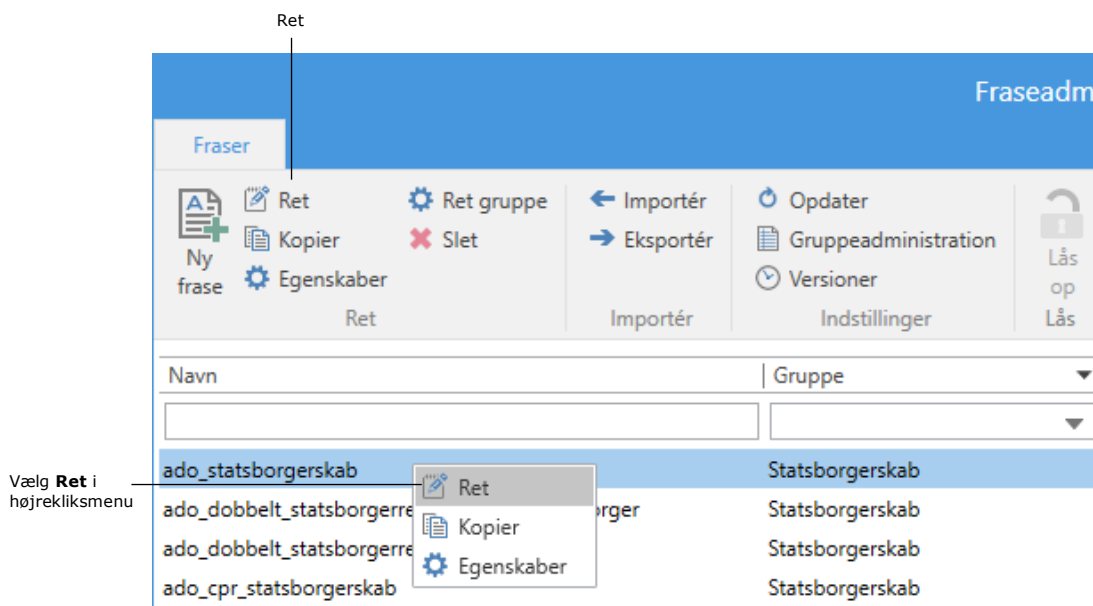 Ret
Fraseadm
Fraser
Ret
Ret gruppe
Importér
Opdater
Kopier
Slet
Eksportér
Gruppeadministration
Ny
frase
Egenskaber
Versioner
Lås
op
Ret
Importér
Indstillinger
Lås
Navn
Gruppe
ado_statsborgerskab
Statsborgerskab
Vælg Ret i
højrekliksmenu
Ret
ado_dobbelt_statsborgerre
rger
Statsborgerskab
Kopier
ado_dobbelt_statsborgerre
Statsborgerskab
Egenskaber
ado_cpr_statsborgerskab
Statsborgerskab